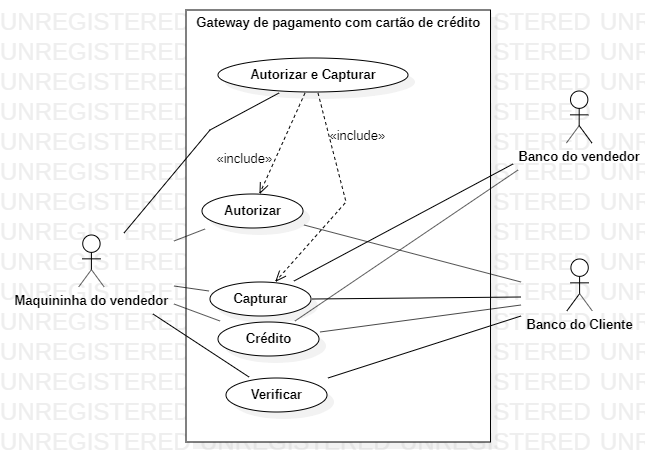 Gateway de pagamento com cartão de crédito
Autorizar e Capturar
«include»
«include»
Autorizar
Capturar
Crédito
Verificar
Maquininha do vendedor
Banco do vendedor
Banco do Cliente
UNREGISTERED UNREGISTERED UNREGISTERED UNR